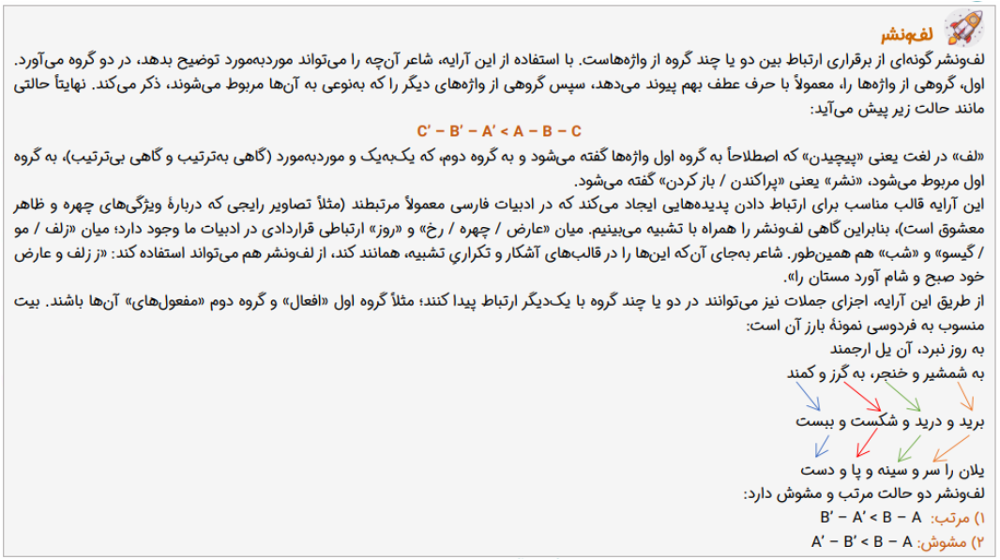 لف‌ونشر
لف‌ونشر گونه‌ای از برقراری ارتباط بین دو یا چند گروه از واژه‌هاست. با استفاده از این آرایه، شاعر آن‌چه را می‌تواند موردبه‌مورد توضیح بدهد، در دو گروه می‌آورد.
اول، گروهی از واژه‌ها را، معمولاً با حرف عطف بهم پیوند می‌دهد، سپس گروهی از واژه‌های دیگر را که به‌نوعی به آن‌ها مربوط می‌شوند، ذکر می‌کند. نهایتاً حالتی
مانند حالت زیر پیش می‌آید:
C′ – B′ – A′ < A – B – C
«لف» در لغت یعنی «پیچیدن» که اصطلاحاً به گروه اول واژه‌ها گفته می‌شود و به گروه دوم، که یک‌به‌یک و موردبه‌مورد (گاهی به‌ترتیب و گاهی بی‌ترتیب)، به گروه
اول مربوط می‌شود، «نشر» یعنی «پراکندن / باز کردن» گفته می‌شود.
این آرایه قالب مناسب برای ارتباط دادن پدیده‌هایی ایجاد می‌کند که در ادبیات فارسی معمولاً مرتبطند (مثلاً تصاویر رایجی که دربارهٔ ویژگی‌های چهره و ظاهر
معشوق است)، بنابراین گاهی لف‌ونشر را همراه با تشبیه می‌بینیم. میان «عارض / چهره / رخ» و «روز» ارتباطی قراردادی در ادبیات ما وجود دارد؛ میان «زلف / مو
/ گیسو» و «شب» هم همین‌طور. شاعر به‌جای آن‌که این‌ها را در قالب‌های آشکار و تکراریِ تشبیه، همانند کند، از لف‌ونشر هم می‌تواند استفاده کند: «ز زلف و عارض
خود صبح و شام آورد مستان را».
از طریق این آرایه، اجزای جملات نیز می‌توانند در دو یا چند گروه با یک‌دیگر ارتباط پیدا کنند؛ مثلاً گروه اول «افعال» و گروه دوم «مفعول‌های» آن‌ها باشند. بیت
منسوب به فردوسی نمونهٔ بارز آن است:
به روز نبرد، آن یل ارجمند
به شمشیر و خنجر، به گرز و کمند
برید و درید و شکست و ببست
یلان را سر و سینه و پا و دست
لف‌ونشر دو حالت مرتب و مشوش دارد:
۱) مرتب: B′ – A′ < B – A
۲) مشوش: A′ – B′ < B – A